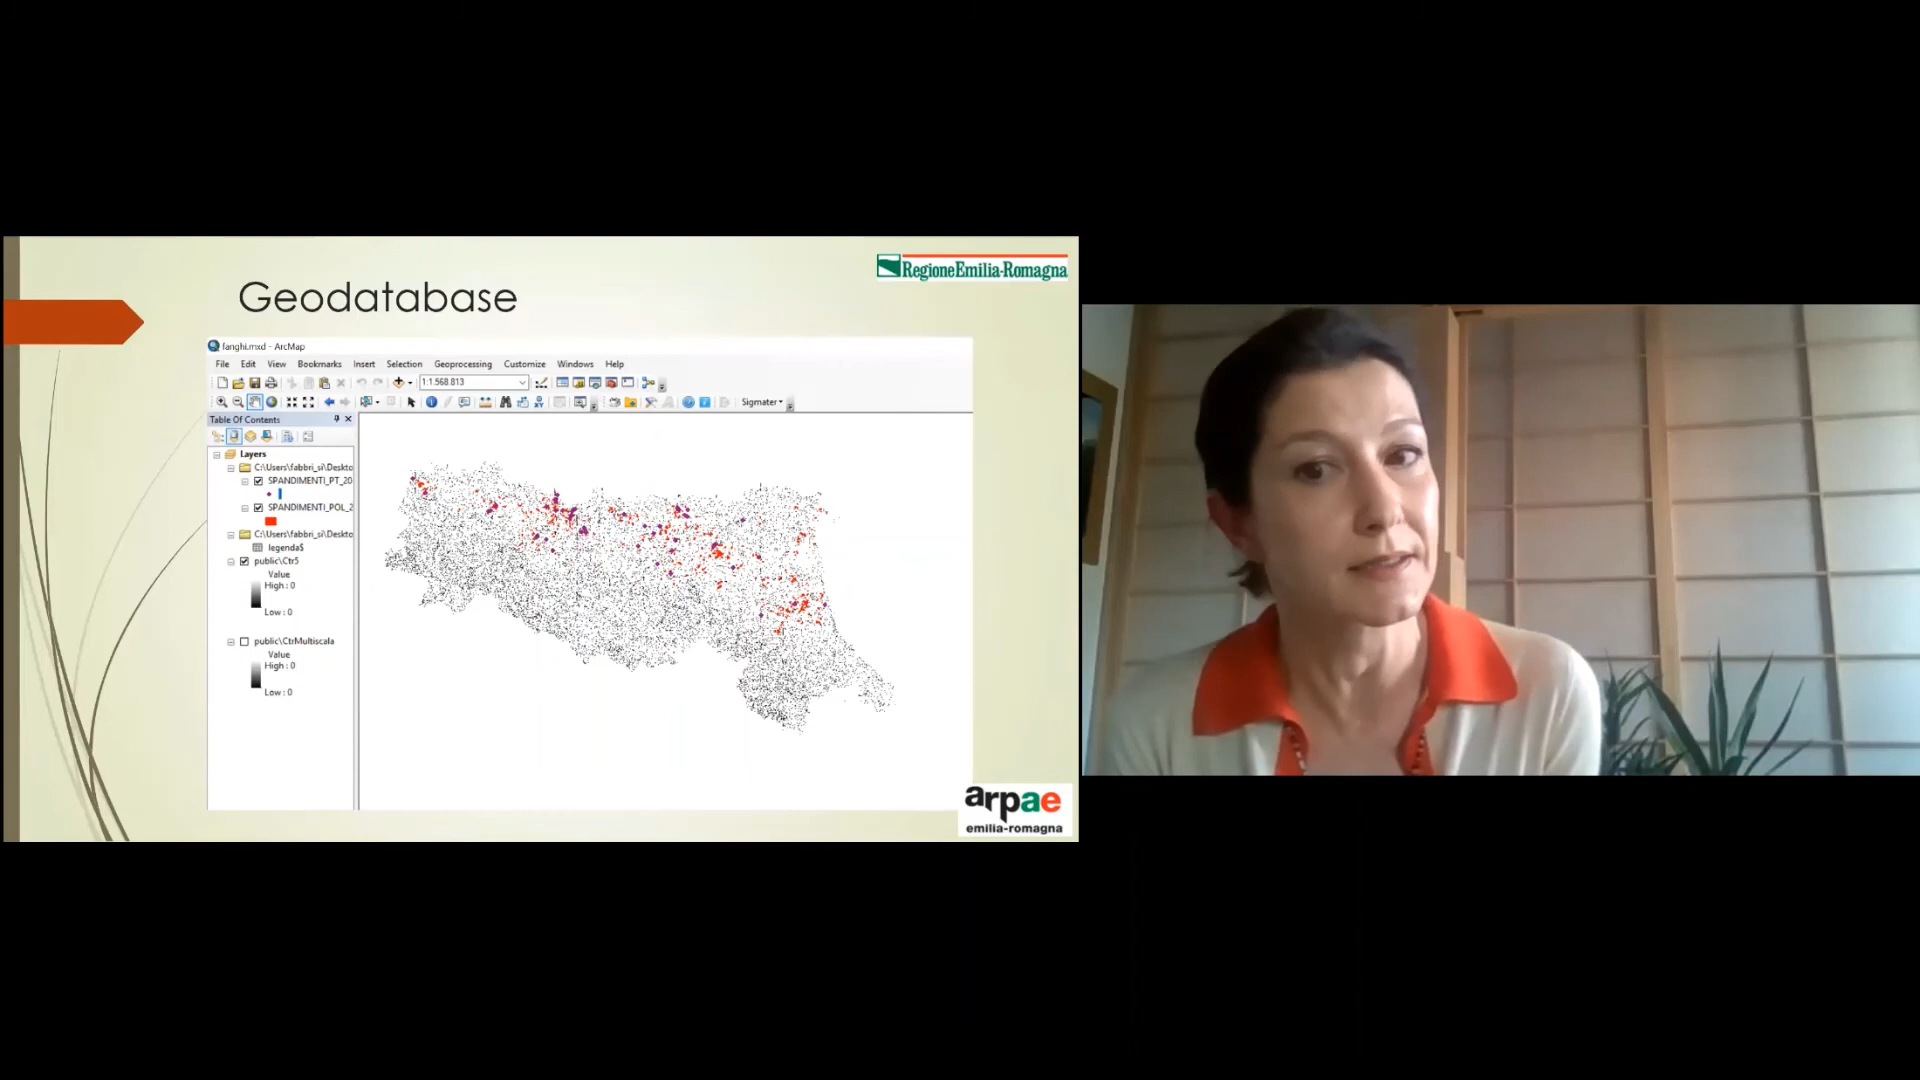 RegioneEmilia-Romagna
Geodatabase
fanghi.mxd - ArcMap
File Edit View Bookmarks Insert Selection Geoprocessing Customize Windows Help
1:1.568.813
Sigmater
Table Of Contents
Layers
C:\Users\fabbri_si\Deskto
SPANDIMENTI_PT_20
SPANDIMENTI_POL_2
C:\Users\fabbri_si\Deskto
legenda$
public\Ctr5
Value
High : 0
Low : 0
public\CtrMultiscala
Value
High : 0
Low : 0
arpae
emilia-romagna